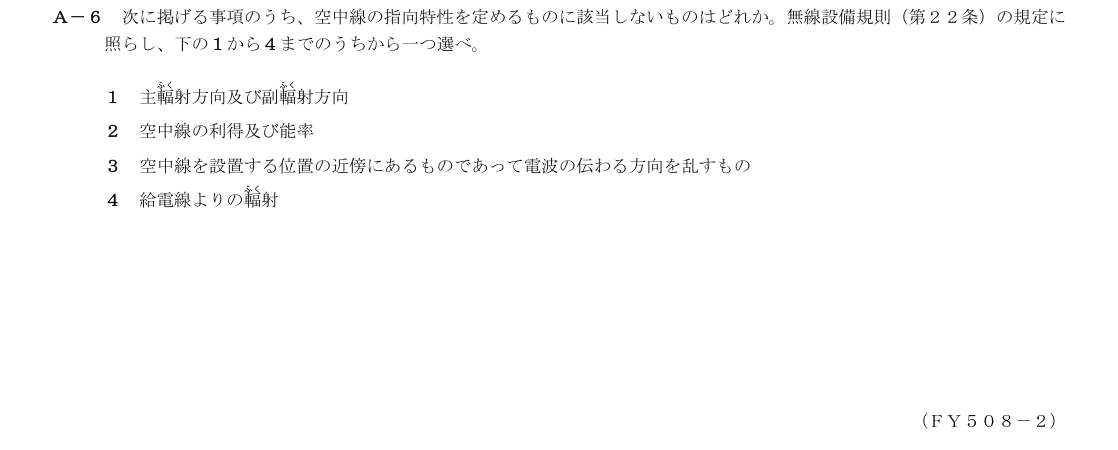 Ａ－６　次に掲げる事項のうち、空中線の指向特性を定めるものに該当しないものはどれか。無線設備規則（第２２条）の規定に
照らし、下の１から４までのうちから一つ選べ。
ふく ふく
１　主輻射方向及び副輻射方向
２　空中線の利得及び能率
３　空中線を設置する位置の近傍にあるものであって電波の伝わる方向を乱すもの
ふく
４　給電線よりの輻射
（ＦＹ５０８－２）